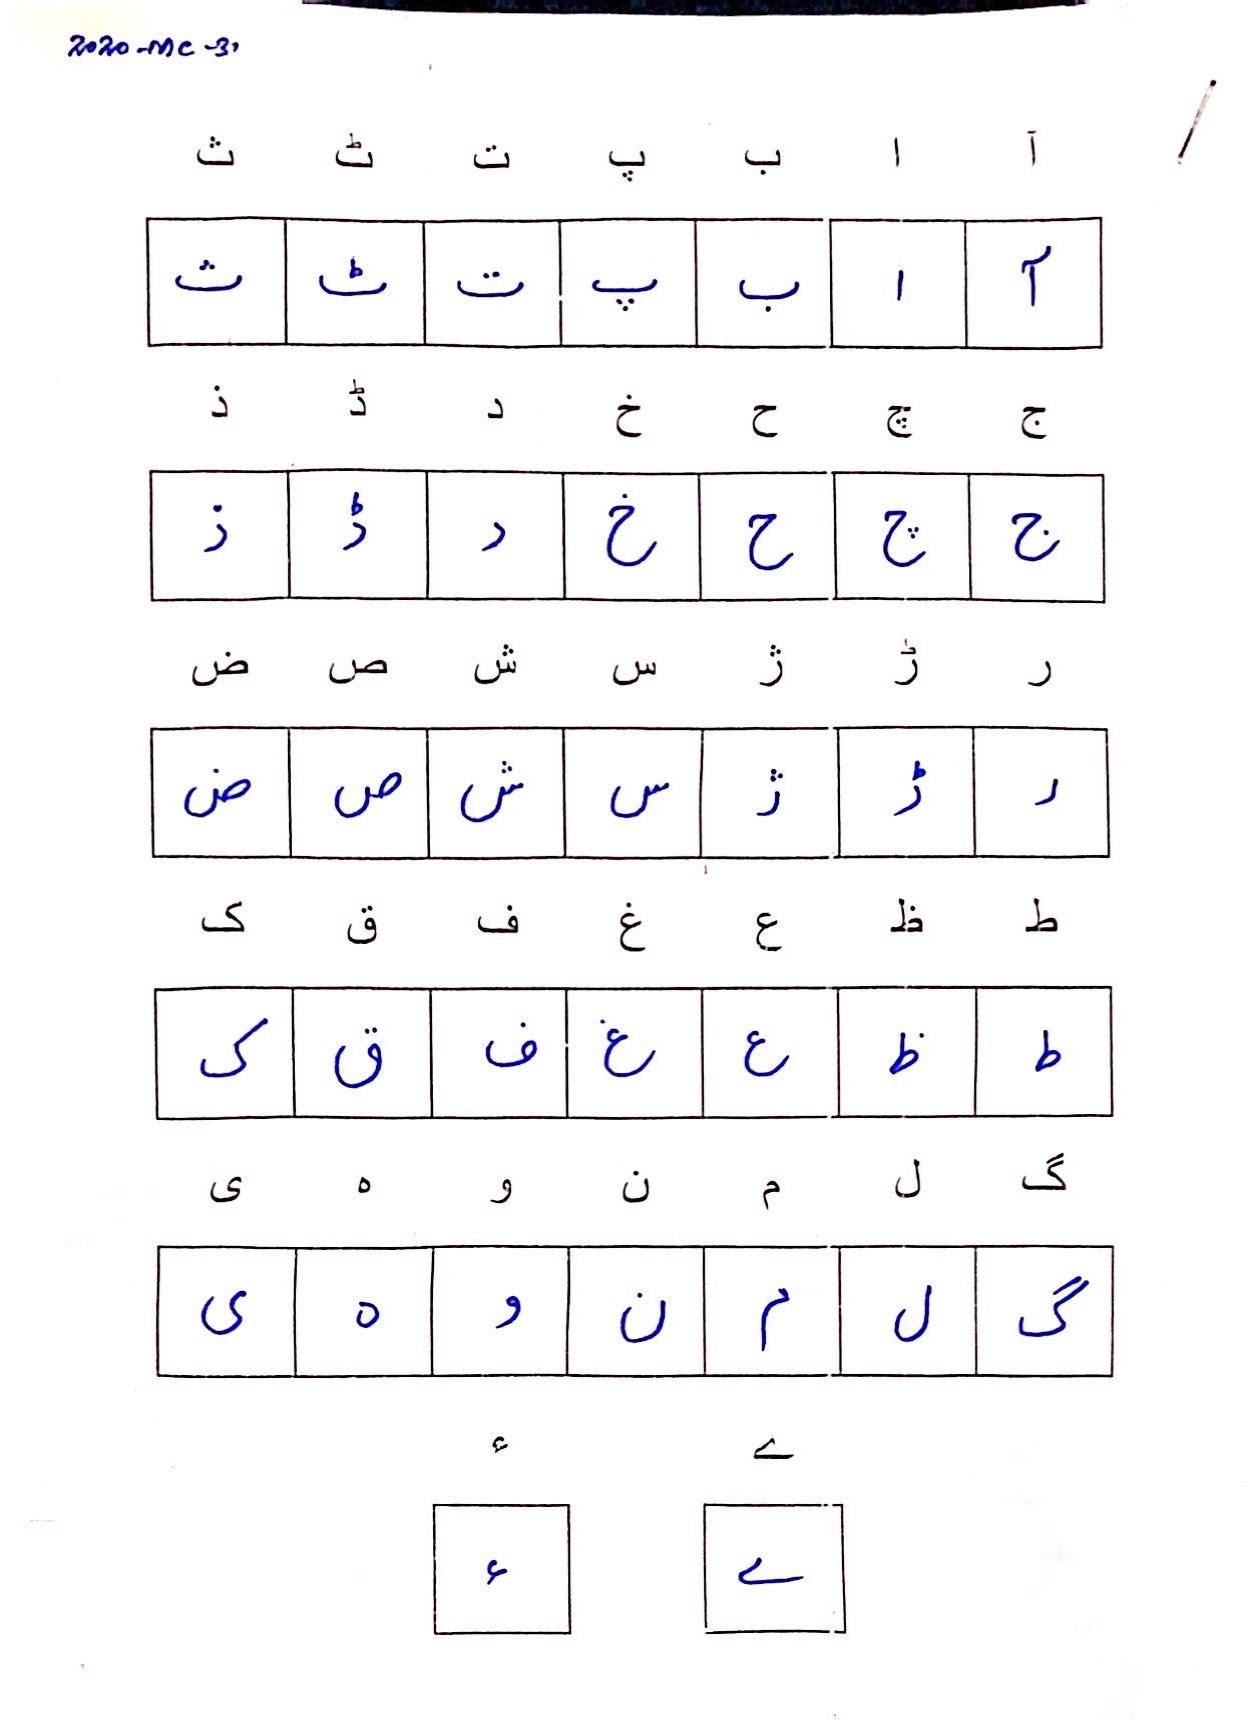 2020-MC-31
آ ا ب پ ت ٹ ث
آ ا ب پ ت ٹ ث
ج چ ح خ د ڈ ذ
ج چ ح خ د ڈ ذ
ر ڑ ژ س ش ص ض
ر ڑ ژ س ش ص ض
ط ظ ع غ ف ق ک
ط ظ ع غ ف ق ک
گ ل م ن و ہ ی
گ ل م ن و ہ ی
ے ء
ے ء